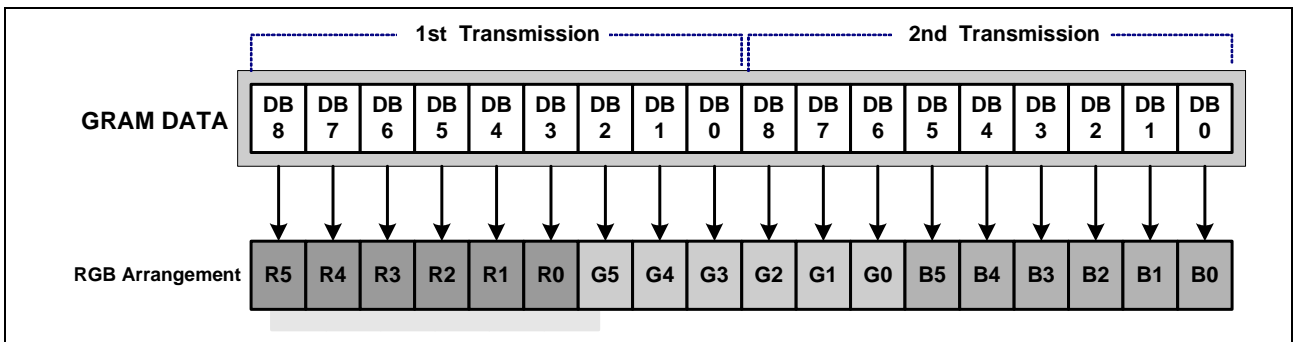 1st Transmission 2nd Transmission
GRAM DATA
DB 8 DB 7 DB 6 DB 5 DB 4 DB 3 DB 2 DB 1 DB 0 DB 8 DB 7 DB 6 DB 5 DB 4 DB 3 DB 2 DB 1 DB 0
RGB Arrangement R5 R4 R3 R2 R1 R0 G5 G4 G3 G2 G1 G0 B5 B4 B3 B2 B1 B0